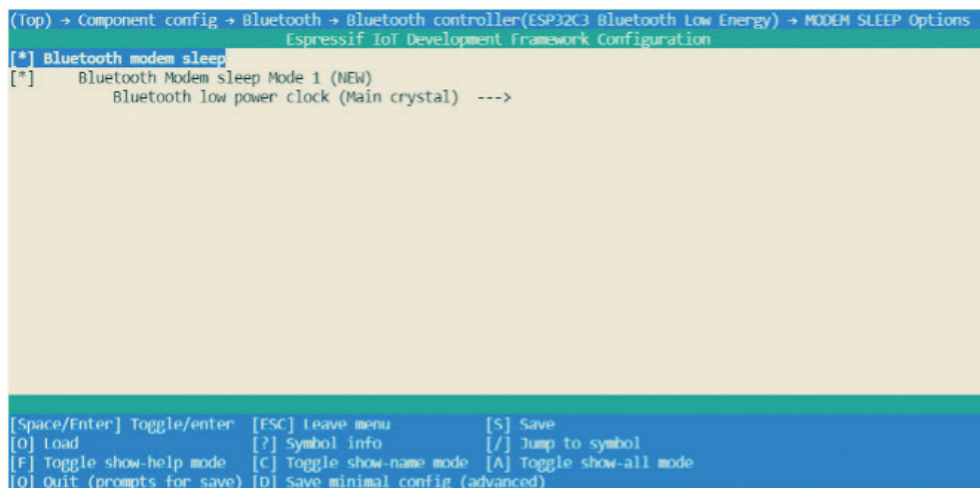 (Top) → Component config → Bluetooth → Bluetooth controller(ESP32C3 Bluetooth Low Energy) → MODEM SLEEP Options
Espressif IoT Development Framework Configuration
[*] Bluetooth modem sleep
[*] Bluetooth Modem sleep Mode 1 (NEW)
Bluetooth low power clock (Main crystal) --->
[Space/Enter] Toggle/enter [ESC] Leave menu [S] Save
[O] Load [?] Symbol info [/] Jump to symbol
[F] Toggle show-help mode [C] Toggle show-name mode [A] Toggle show-all mode
[Q] Quit (prompts for save) [D] Save minimal config (advanced)